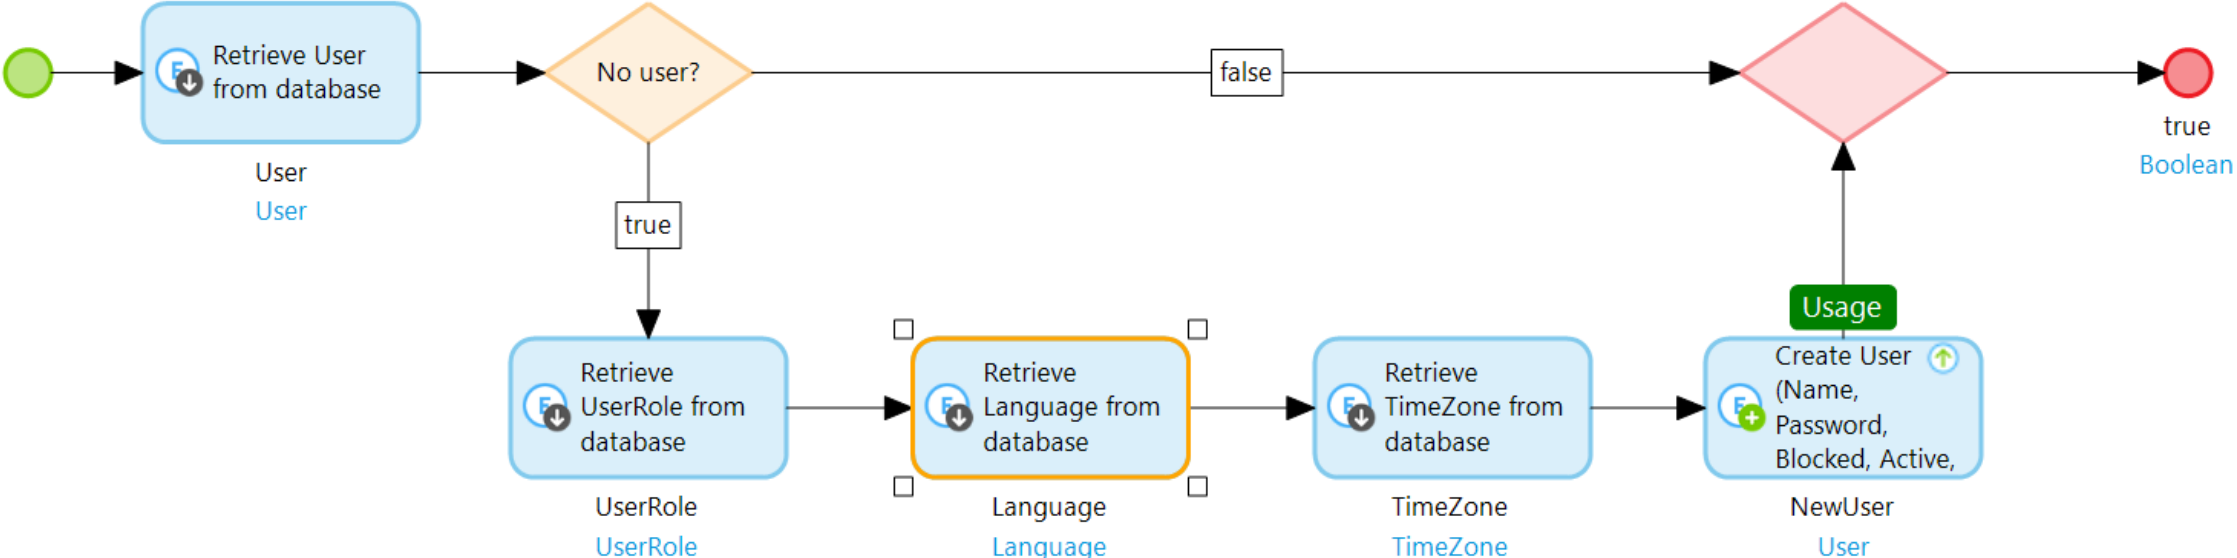 Retrieve User
from database
User
User
No user?
false
true
true
Boolean
Retrieve
UserRole from
database
UserRole
UserRole
Retrieve
Language from
database
Language
Language
Retrieve
TimeZone from
database
TimeZone
TimeZone
Usage
Create User
(Name,
Password,
Blocked, Active,
NewUser
User